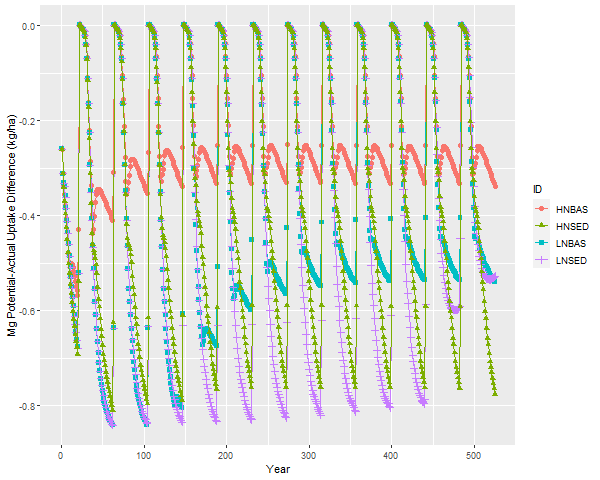 0.0
-0.2
-0.4
-0.6
-0.8
Mg Potential-Actual Uptake Difference (kg/ha)
0
100
200
300
400
500
Year
ID
HNBAS
HNSED
LNBAS
LNSED